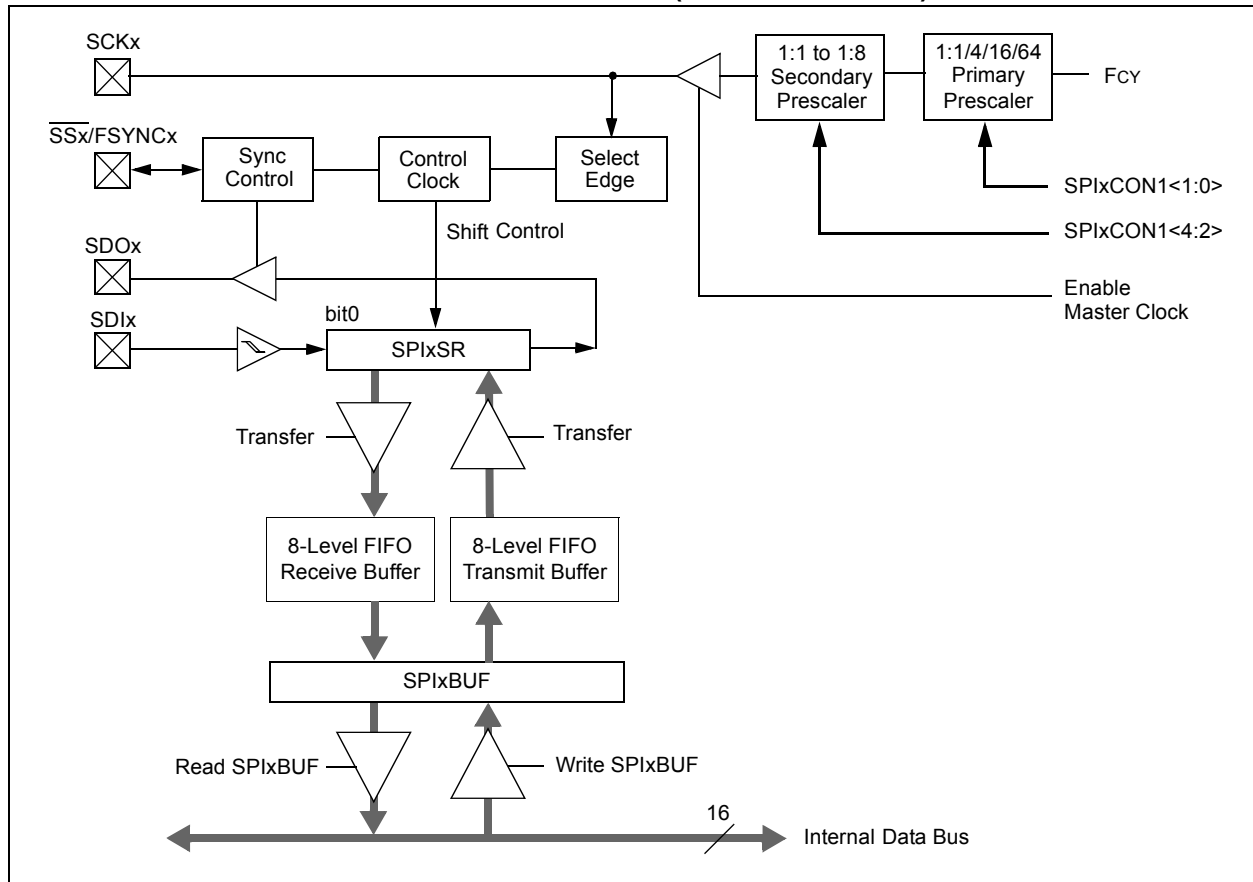 SCKx
1:1 to 1:8
Secondary
Prescaler
1:1/4/16/64
Primary
Prescaler
FCY
SSx/FSYNCx
Sync
Control
Control
Clock
Select
Edge
SPIxCON1<1:0>
SPIxCON1<4:2>
Shift Control
SDOx
Enable
Master Clock
bit0
SDIx
SPIxSR
Transfer
Transfer
8-Level FIFO
Receive Buffer
8-Level FIFO
Transmit Buffer
SPIxBUF
Read SPIxBUF
Write SPIxBUF
16
Internal Data Bus